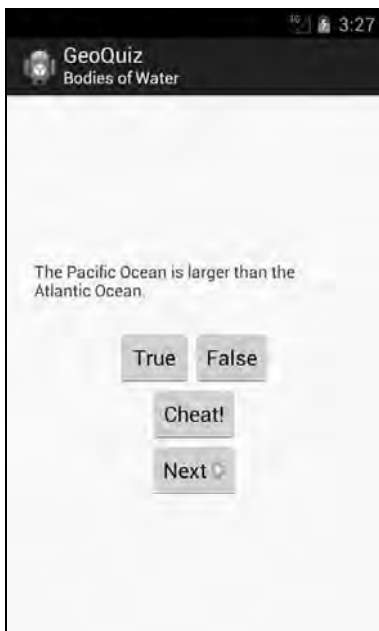 3G 3:27
GeoQuiz
Bodies of Water
The Pacific Ocean is larger than the
Atlantic Ocean.
True False
Cheat!
Next